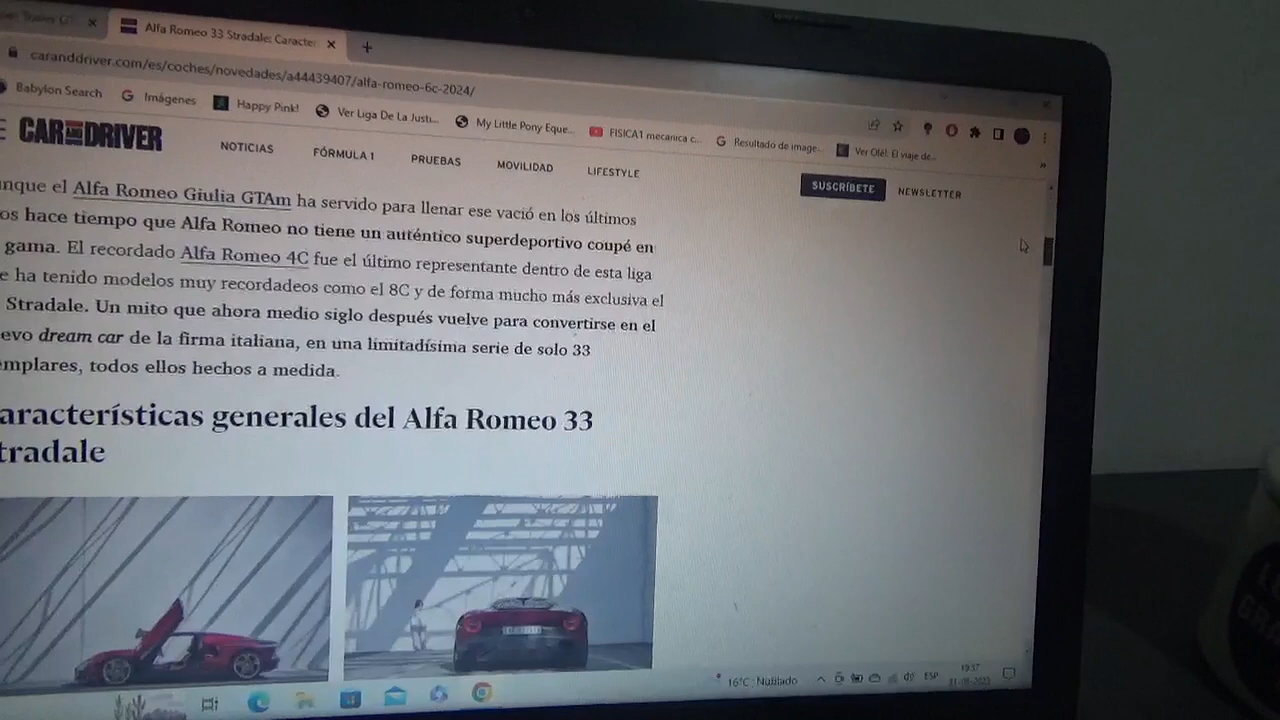 Alfa Romeo 33 Stradale: Caracter
caranddriver.com/es/coches/novedades/a44439407/alfa-romeo-6c-2024/
Babylon Search
Imágenes
Happy Pink!
Ver Liga De La Justi...
My Little Pony Eque...
FISICA1 mecanica c...
Resultado de image...
Ver Olé!. El viaje de...
CAR AND DRIVER
NOTICIAS
FÓRMULA 1
PRUEBAS
MOVILIDAD
LIFESTYLE
SUSCRÍBETE
NEWSLETTER
nque el Alfa Romeo Giulia GTAm ha servido para llenar ese vació en los últimos
os hace tiempo que Alfa Romeo no tiene un auténtico superdeportivo coupé en
gama. El recordado Alfa Romeo 4C fue el último representante dentro de esta liga
e ha tenido modelos muy recordadeos como el 8C y de forma mucho más exclusiva el
Stradale. Un mito que ahora medio siglo después vuelve para convertirse en el
evo dream car de la firma italiana, en una limitadísima serie de solo 33
emplares, todos ellos hechos a medida.
aracterísticas generales del Alfa Romeo 33
tradale
16°C Nublado
ESP
19:37
31-08-2023